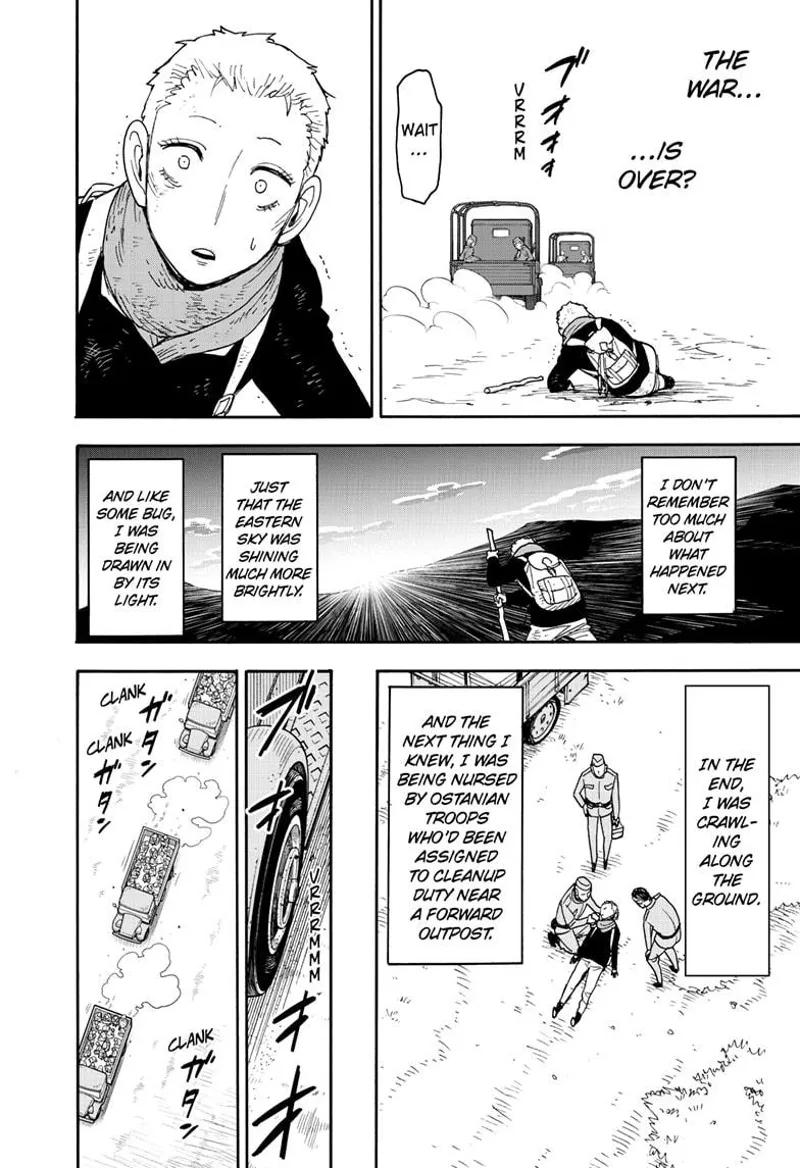 THE
WAR...
...IS
OVER?
ブオオオ
VRRRM
WAIT
...
I DON'T
REMEMBER
TOO MUCH
ABOUT
WHAT
HAPPENED
NEXT.
JUST
THAT THE
EASTERN
SKY WAS
SHINING
MUCH MORE
BRIGHTLY.
AND LIKE
SOME BUG,
I WAS
BEING
DRAWN IN
BY ITS
LIGHT.
IN THE
END,
I WAS
CRAWL-
ING
ALONG
THE
GROUND.
AND THE
NEXT THING I
KNEW, I WAS
BEING NURSED
BY OSTANIAN
TROOPS
WHO'D BEEN
ASSIGNED
TO CLEANUP
DUTY NEAR
A FORWARD
OUTPOST.
ブオオオ
VRRRMMM
CLANK
ガタン
CLANK
ガタン
CLANK
ガタン